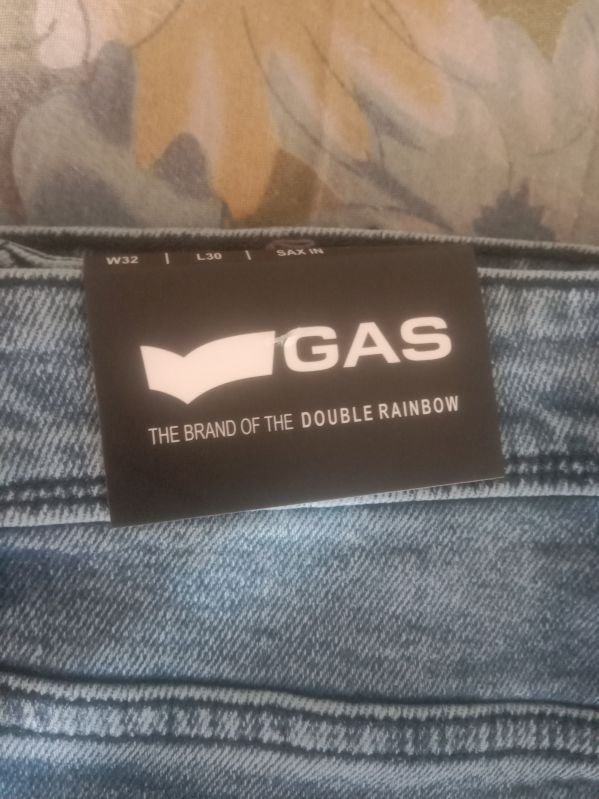 W32 | L30 | SAX IN
GAS
THE BRAND OF THE DOUBLE RAINBOW